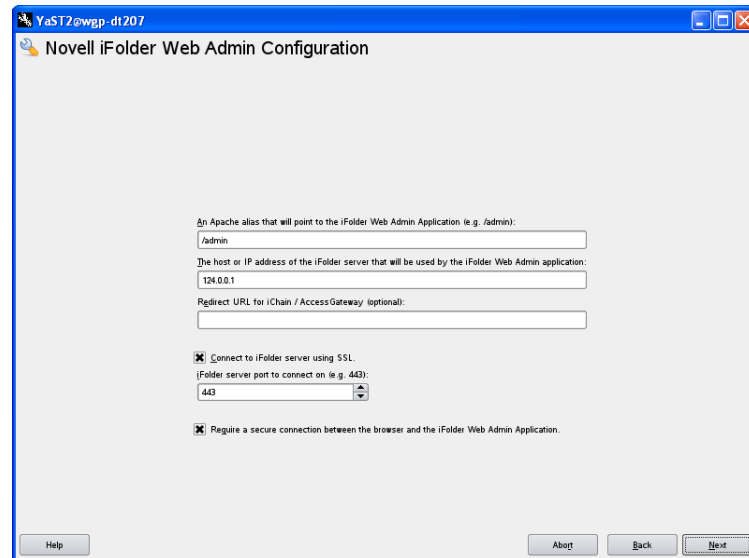 YaST2@wgp-dt207
Novell iFolder Web Admin Configuration
An Apache alias that will point to the iFolder Web Admin Application (e.g. /admin):
/admin
The host or IP address of the iFolder server that will be used by the iFolder Web Admin application:
124.0.0.1
Redirect URL for iChain / AccessGateway (optional):
Connect to iFolder server using SSL.
iFolder server port to connect on (e.g. 443):
443
Require a secure connection between the browser and the iFolder Web Admin Application.
Help
Abort
Back
Next